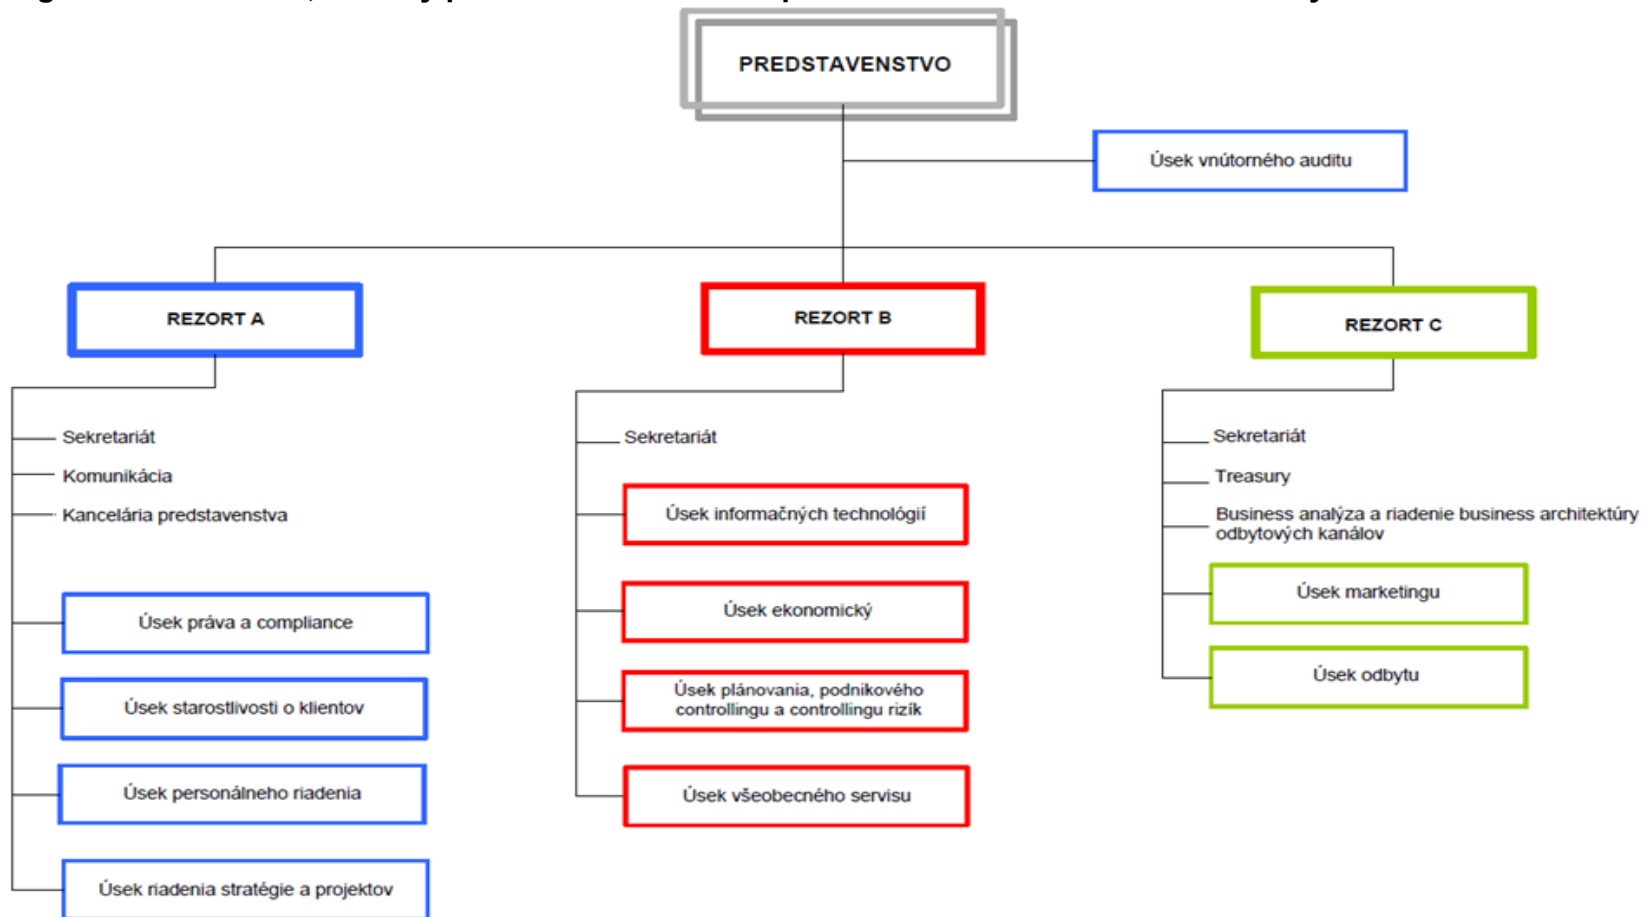 PREDSTAVENSTVO
Úsek vnútorného auditu
REZORT A
REZORT B
REZORT C
Sekretariát
Komunikácia
Kancelária predstavenstva
Úsek práva a compliance
Úsek starostlivosti o klientov
Úsek personálneho riadenia
Úsek riadenia stratégie a projektov
Sekretariát
Úsek informačných technológií
Úsek ekonomický
Úsek plánovania, podnikového
controllingu a controllingu rizík
Úsek všeobecného servisu
Sekretariát
Treasury
Business analýza a riadenie business architektúry
odbytových kanálov
Úsek marketingu
Úsek odbytu